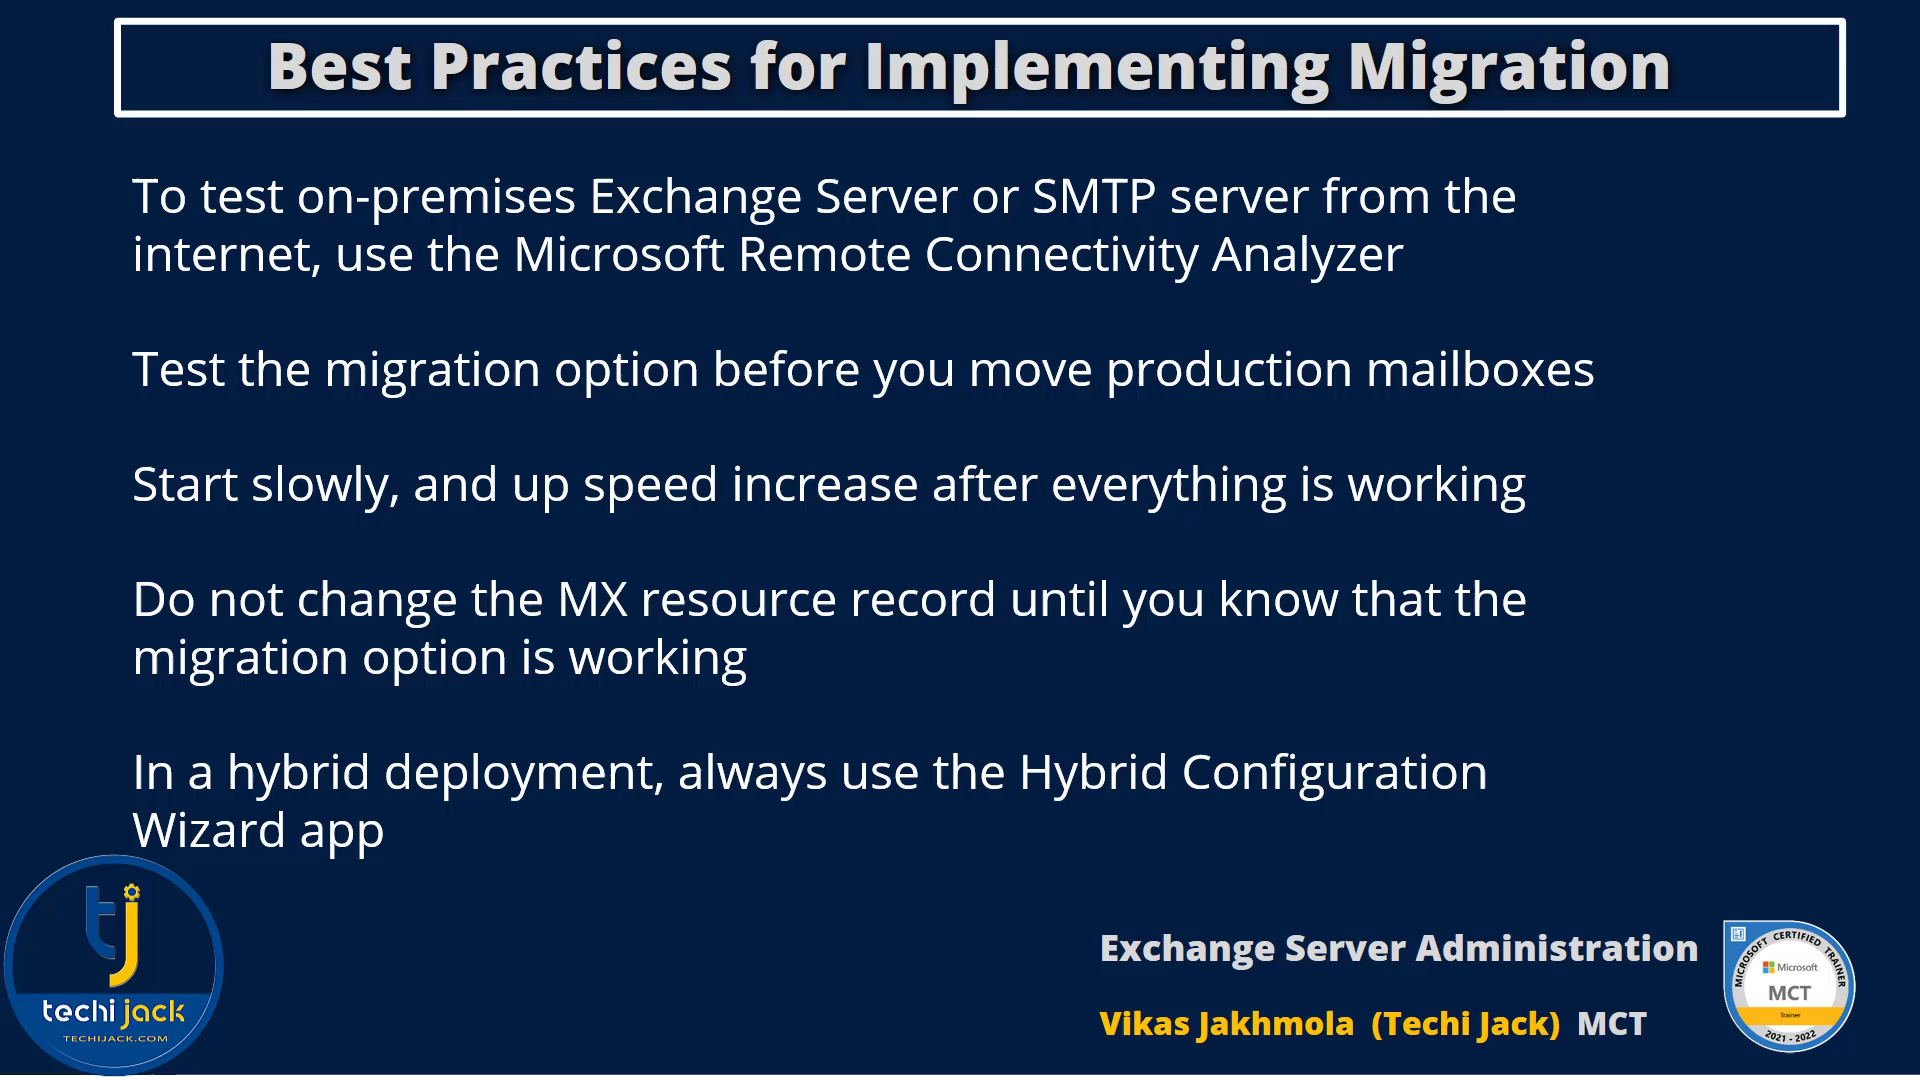 Best Practices for Implementing Migration
To test on-premises Exchange Server or SMTP server from the
internet, use the Microsoft Remote Connectivity Analyzer
Test the migration option before you move production mailboxes
Start slowly, and up speed increase after everything is working
Do not change the MX resource record until you know that the
migration option is working
In a hybrid deployment, always use the Hybrid Configuration
Wizard app
tj
techi jack
TECHIJACK.COM
Exchange Server Administration
Vikas Jakhmola (Techi Jack) MCT
MICROSOFT CERTIFIED TRAINER
Microsoft
MCT
Trainer
2021 - 2022